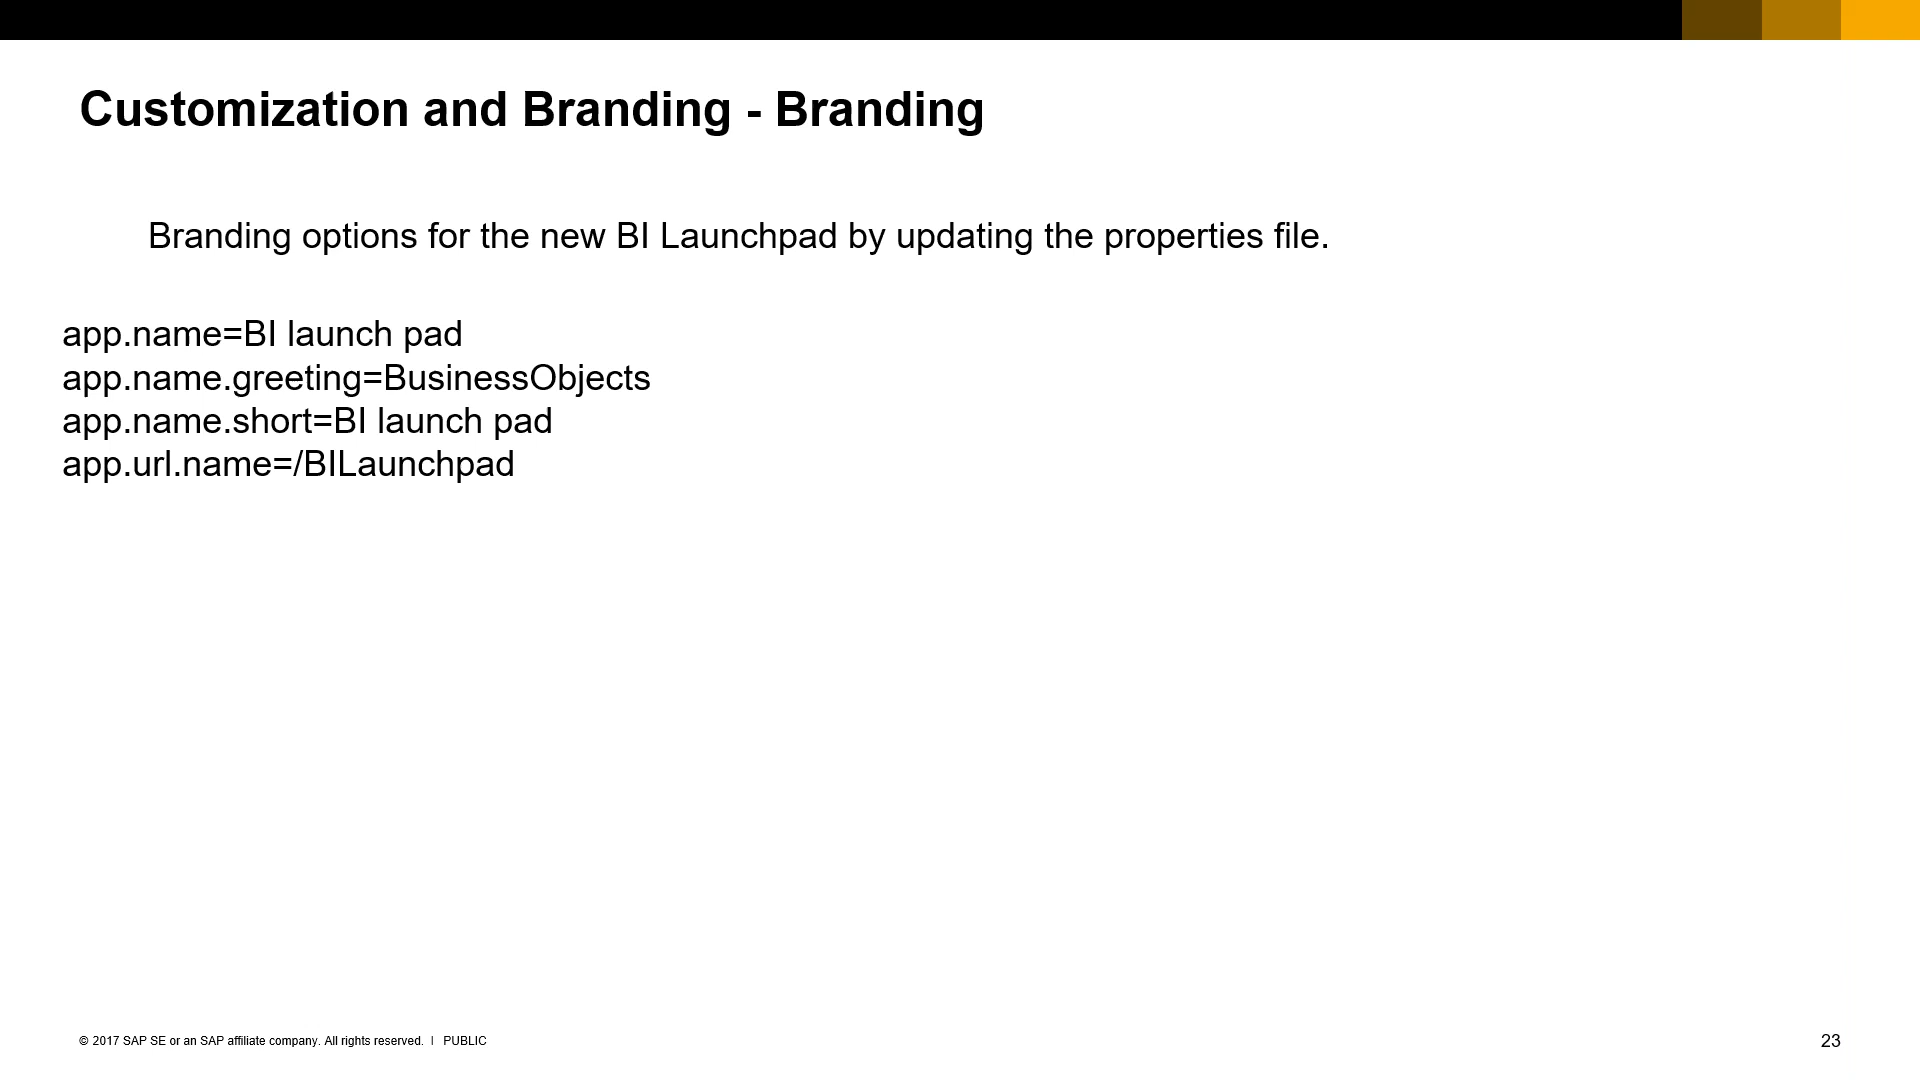 Customization and Branding - Branding
Branding options for the new BI Launchpad by updating the properties file.
app.name=BI launch pad
app.name.greeting=BusinessObjects
app.name.short=BI launch pad
app.url.name=/BILaunchpad
© 2017 SAP SE or an SAP affiliate company. All rights reserved. ǀ PUBLIC
23